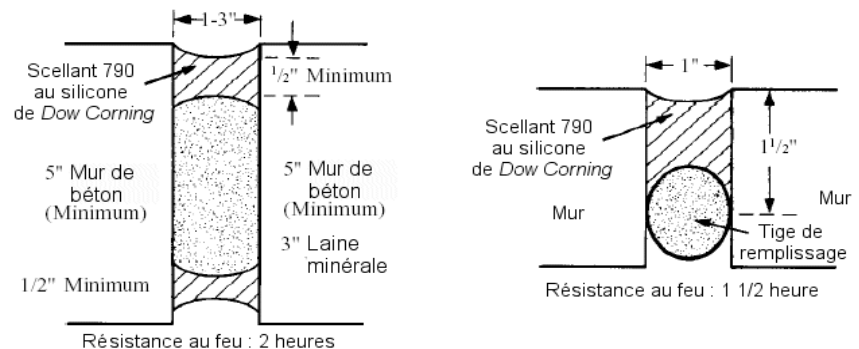 1-3"
Scellant 790
au silicone
de Dow Corning
1/2" Minimum
5" Mur de
béton
(Minimum)
5" Mur de
béton
(Minimum)
3" Laine
minérale
1/2" Minimum
Résistance au feu : 2 heures
1"
Scellant 790
au silicone
de Dow Corning
1 1/2"
Mur
Mur
Tige de
remplissage
Résistance au feu : 1 1/2 heure